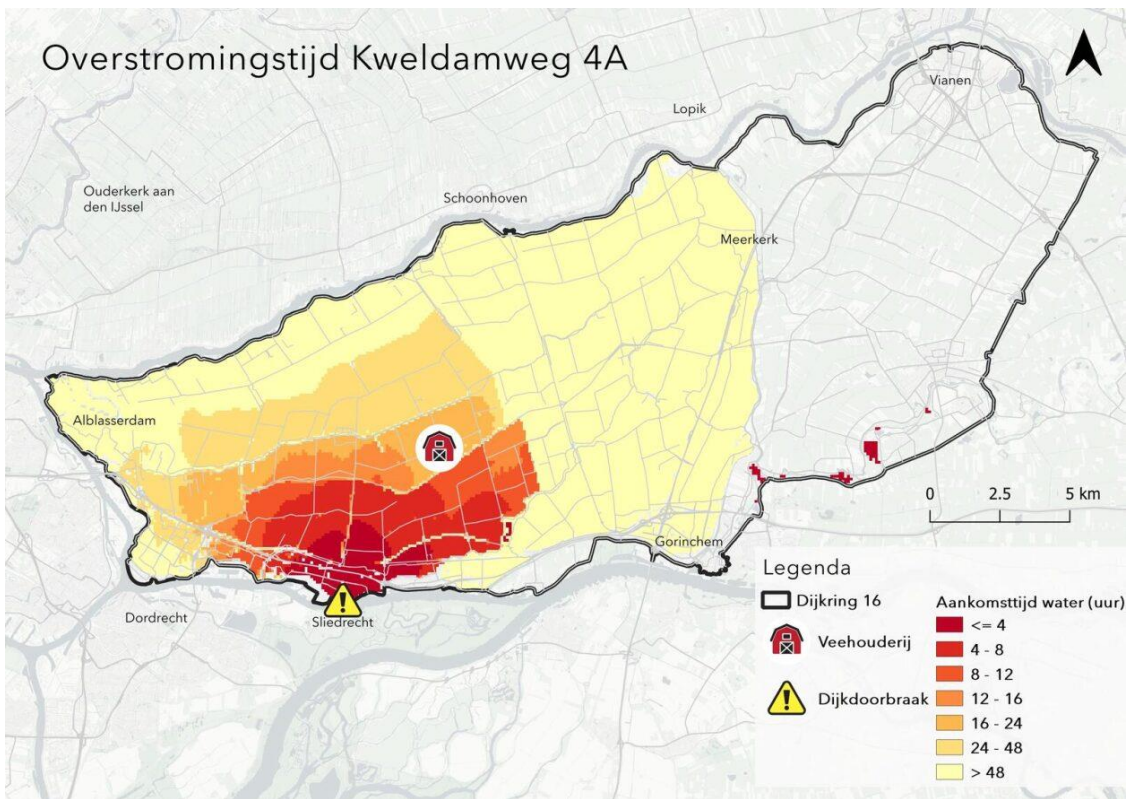 Overstromingstijd Kweldamweg 4A
Vianen
Lopik
Ouderkerk aan
den IJssel
Schoonhoven
Meerkerk
Alblasserdam
0 2.5 5 km
Gorinchem
Dordrecht
Sliedrecht
Legenda
Dijkring 16
Veehouderij
Dijkdoorbraak
Aankomsttijd water (uur)
<= 4
4 - 8
8 - 12
12 - 16
16 - 24
24 - 48
> 48